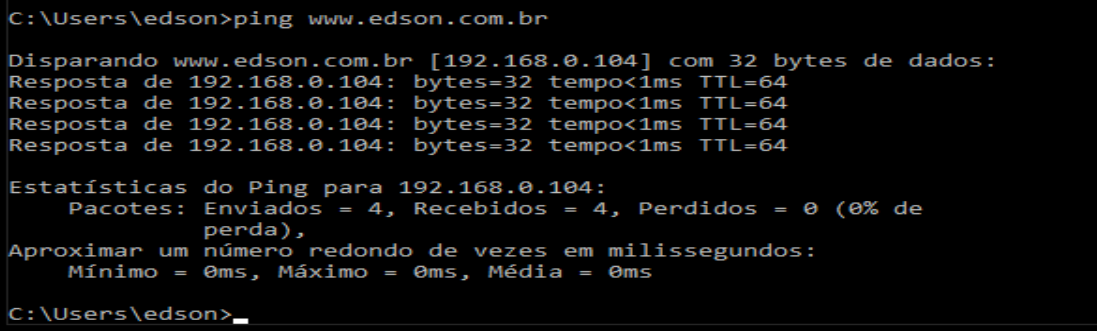 C:\Users\edson>ping www.edson.com.br
Disparando www.edson.com.br [192.168.0.104] com 32 bytes de dados:
Resposta de 192.168.0.104: bytes=32 tempo<1ms TTL=64
Resposta de 192.168.0.104: bytes=32 tempo<1ms TTL=64
Resposta de 192.168.0.104: bytes=32 tempo<1ms TTL=64
Resposta de 192.168.0.104: bytes=32 tempo<1ms TTL=64
Estatísticas do Ping para 192.168.0.104:
Pacotes: Enviados = 4, Recebidos = 4, Perdidos = 0 (0% de
perda),
Aproximar um número redondo de vezes em milissegundos:
Mínimo = 0ms, Máximo = 0ms, Média = 0ms
C:\Users\edson>